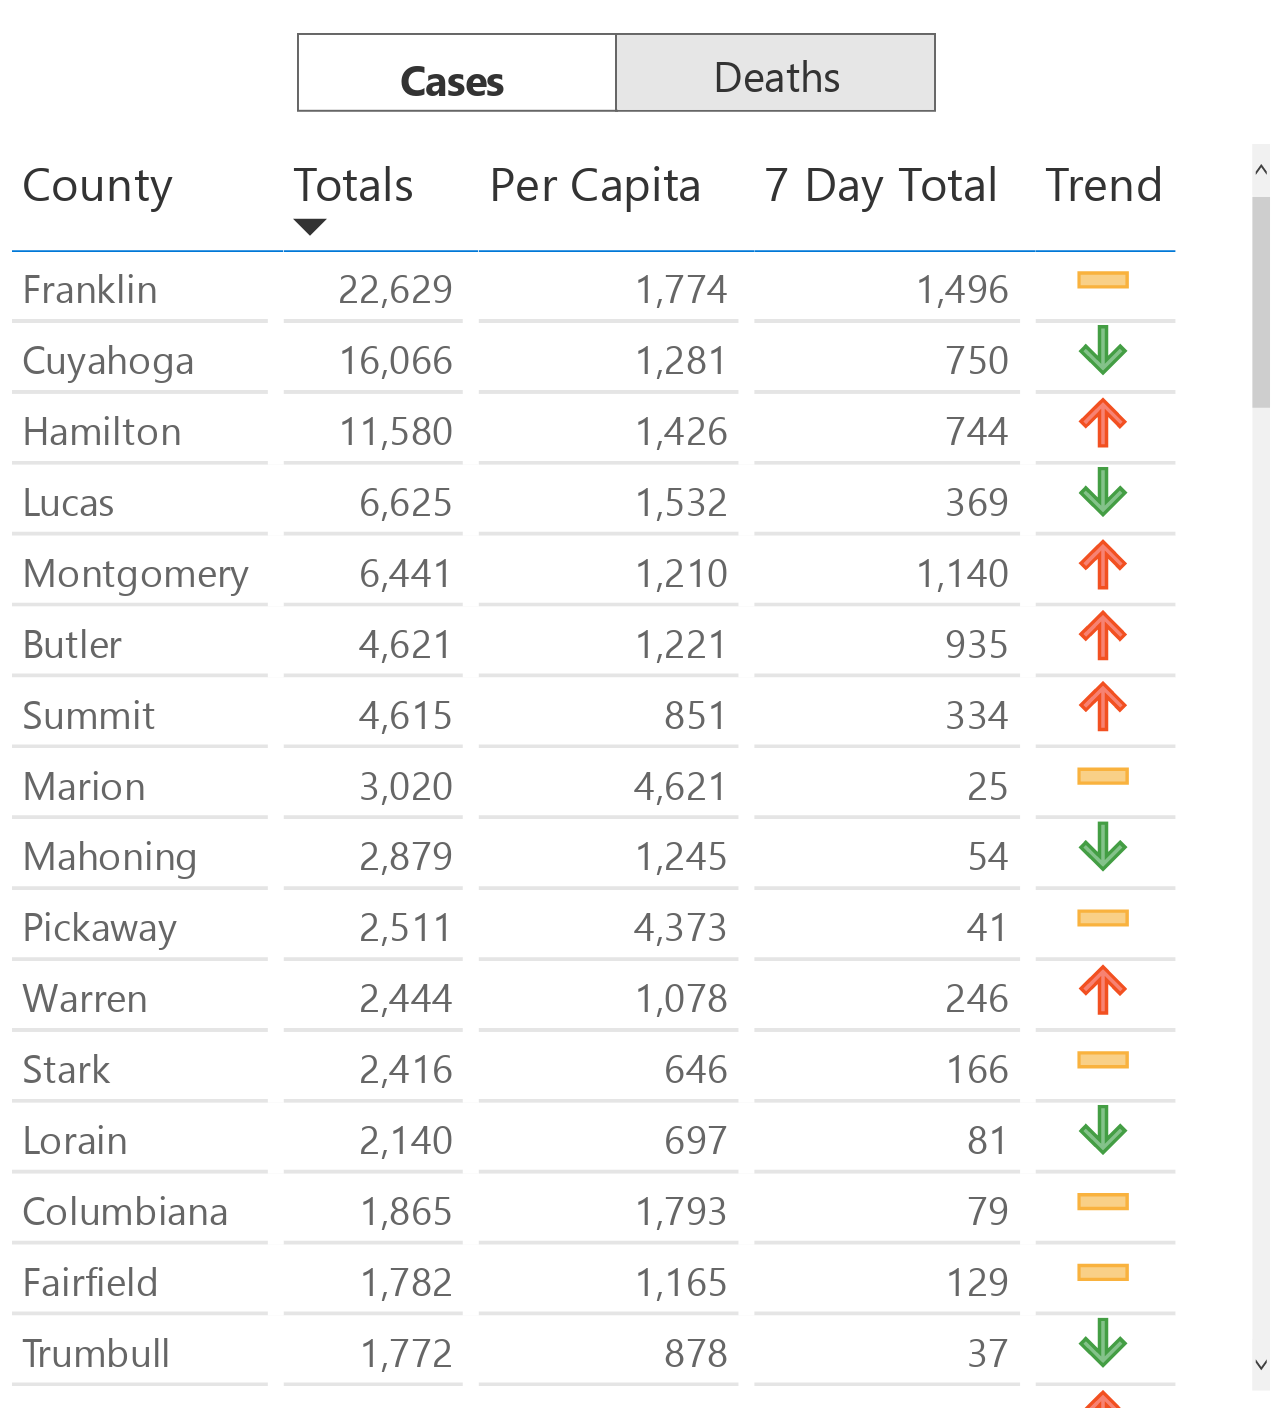 Cases Deaths
County Totals Per Capita 7 Day Total Trend
Franklin 22,629 1,774 1,496
Cuyahoga 16,066 1,281 750
Hamilton 11,580 1,426 744
Lucas 6,625 1,532 369
Montgomery 6,441 1,210 1,140
Butler 4,621 1,221 935
Summit 4,615 851 334
Marion 3,020 4,621 25
Mahoning 2,879 1,245 54
Pickaway 2,511 4,373 41
Warren 2,444 1,078 246
Stark 2,416 646 166
Lorain 2,140 697 81
Columbiana 1,865 1,793 79
Fairfield 1,782 1,165 129
Trumbull 1,772 878 37